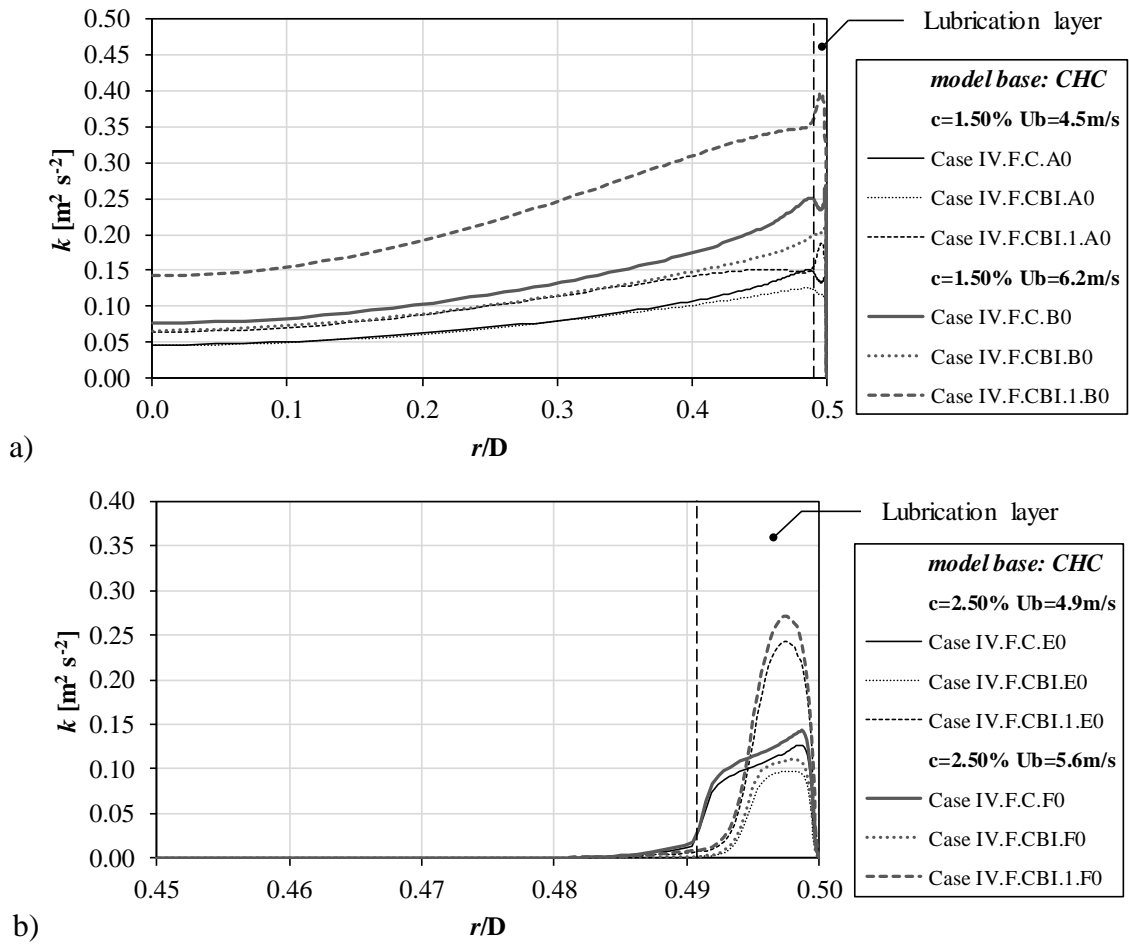 0.50
Lubrication layer
0.45
0.40
0.35
0.30
0.25
0.20
0.15
0.10
0.05
0.00
k [m² s⁻²]
0.0 0.1 0.2 0.3 0.4 0.5
r/D
a)
model base: CHC
c=1.50% Ub=4.5m/s
Case IV.F.C.A0
Case IV.F.CBI.A0
Case IV.F.CBI.1.A0
c=1.50% Ub=6.2m/s
Case IV.F.C.B0
Case IV.F.CBI.B0
Case IV.F.CBI.1.B0
0.40
Lubrication layer
0.35
0.30
0.25
0.20
0.15
0.10
0.05
0.00
k [m² s⁻²]
0.45 0.46 0.47 0.48 0.49 0.50
r/D
b)
model base: CHC
c=2.50% Ub=4.9m/s
Case IV.F.C.E0
Case IV.F.CBI.E0
Case IV.F.CBI.1.E0
c=2.50% Ub=5.6m/s
Case IV.F.C.F0
Case IV.F.CBI.F0
Case IV.F.CBI.1.F0